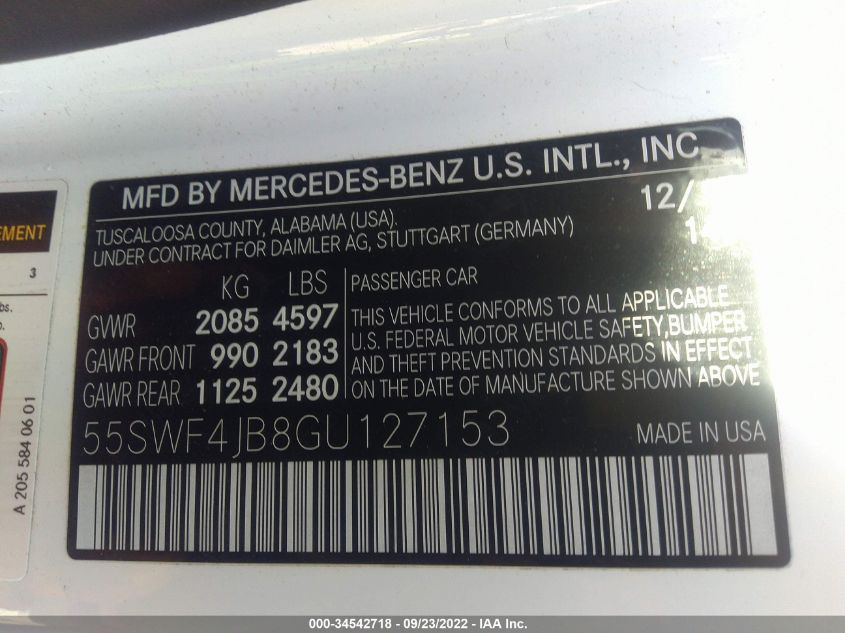 MFD BY MERCEDES-BENZ U.S. INTL., INC
TUSCALOOSA COUNTY, ALABAMA (USA).
UNDER CONTRACT FOR DAIMLER AG, STUTTGART (GERMANY)
12/
KG LBS
GVWR 2085 4597
GAWR FRONT 990 2183
GAWR REAR 1125 2480
PASSENGER CAR
THIS VEHICLE CONFORMS TO ALL APPLICABLE
U.S. FEDERAL MOTOR VEHICLE SAFETY,BUMPER
AND THEFT PREVENTION STANDARDS IN EFFECT
ON THE DATE OF MANUFACTURE SHOWN ABOVE
55SWF4JB8GU127153
MADE IN USA
EMENT
3
bs.
A 205 584 06 01
000-34542718 - 09/23/2022 - IAA Inc.